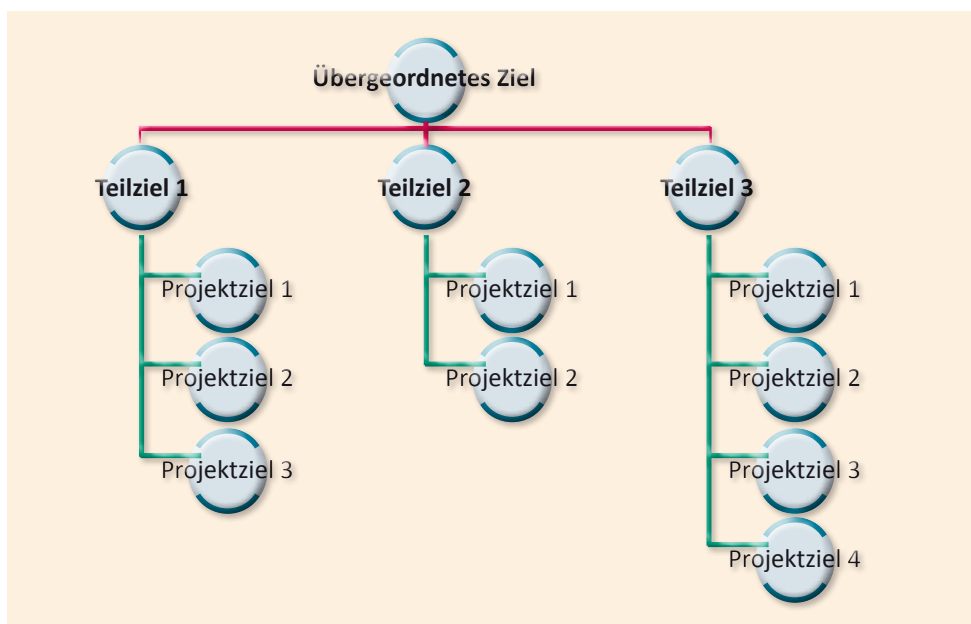 Übergeordnetes Ziel
Teilziel 1
Projektziel 1
Projektziel 2
Projektziel 3
Teilziel 2
Projektziel 1
Projektziel 2
Teilziel 3
Projektziel 1
Projektziel 2
Projektziel 3
Projektziel 4